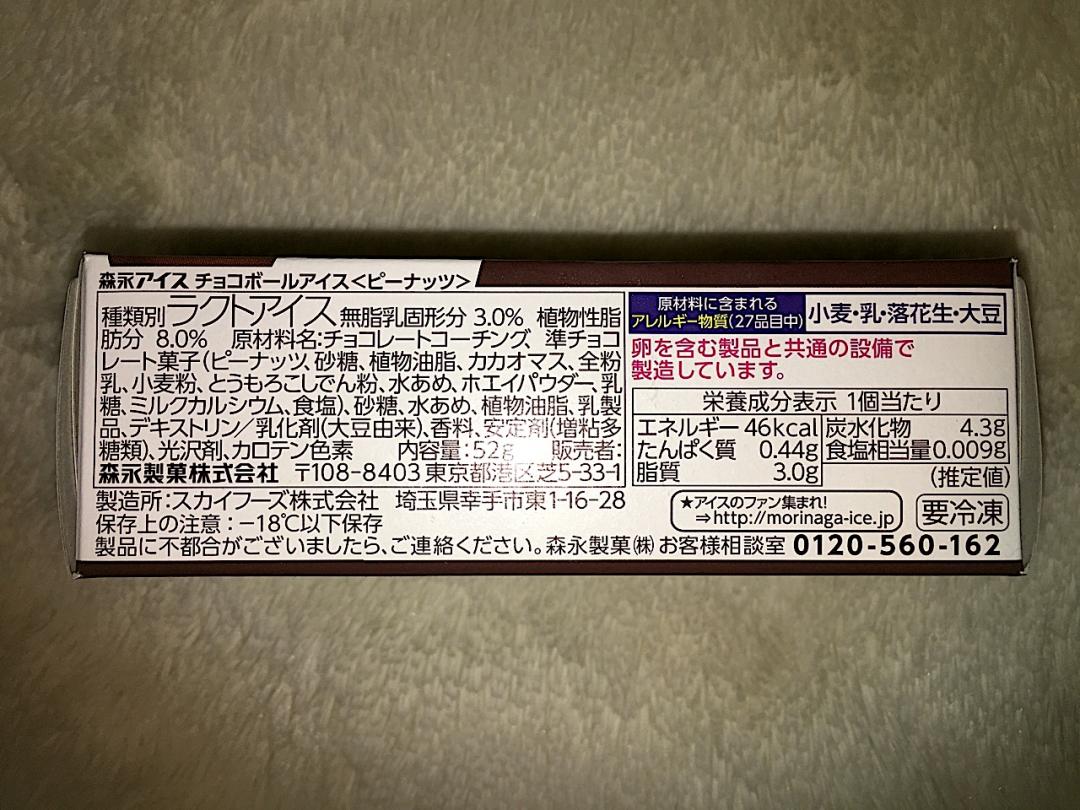 森永アイス チョコボールアイス<ピーナッツ>
種類別 ラクトアイス 無脂乳固形分 3.0% 植物性脂
肪分 8.0% 原材料名:チョコレートコーチング、準チョコ
レート菓子(ピーナッツ、砂糖、植物油脂、カカオマス、全粉
乳、小麦粉、とうもろこしでん粉、水あめ、ホエイパウダー、乳
糖、ミルクカルシウム、食塩)、砂糖、水あめ、植物油脂、乳製
品、デキストリン/乳化剤(大豆由来)、香料、安定剤(増粘多
糖類)、光沢剤、カロテン色素 内容量:52g 販売者:
森永製菓株式会社 〒108-8403 東京都港区芝5-33-1
製造所:スカイフーズ株式会社 埼玉県幸手市東1-16-28
保存上の注意:-18℃以下保存
製品に不都合がございましたら、ご連絡ください。森永製菓㈱ お客様相談室 0120-560-162
原材料に含まれる
アレルギー物質(27品目中)
小麦・乳・落花生・大豆
卵を含む製品と共通の設備で
製造しています。
栄養成分表示 1個当たり
エネルギー 46kcal 炭水化物 4.3g
たんぱく質 0.44g 食塩相当量 0.009g
脂質 3.0g (推定値)
★アイスのファン集まれ!
⇒http://morinaga-ice.jp
要冷凍